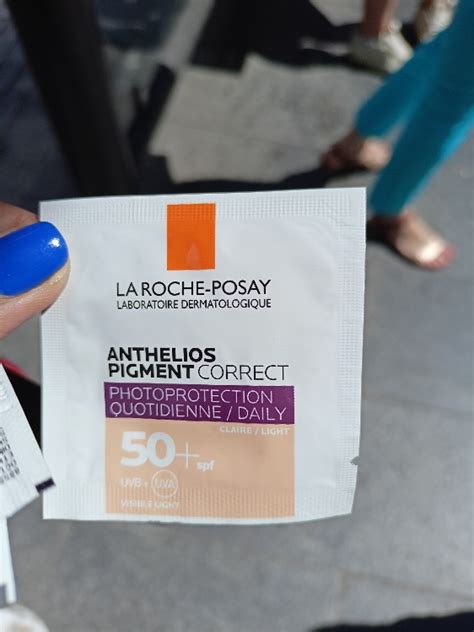 LA ROCHE-POSAY
LABORATOIRE DERMATOLOGIQUE
ANTHELIOS
PIGMENT CORRECT
PHOTOPROTECTION
QUOTIDIENNE / DAILY
CLAIRE / LIGHT
50+ spf
UVB + UVA
VISIBLE LIGHT